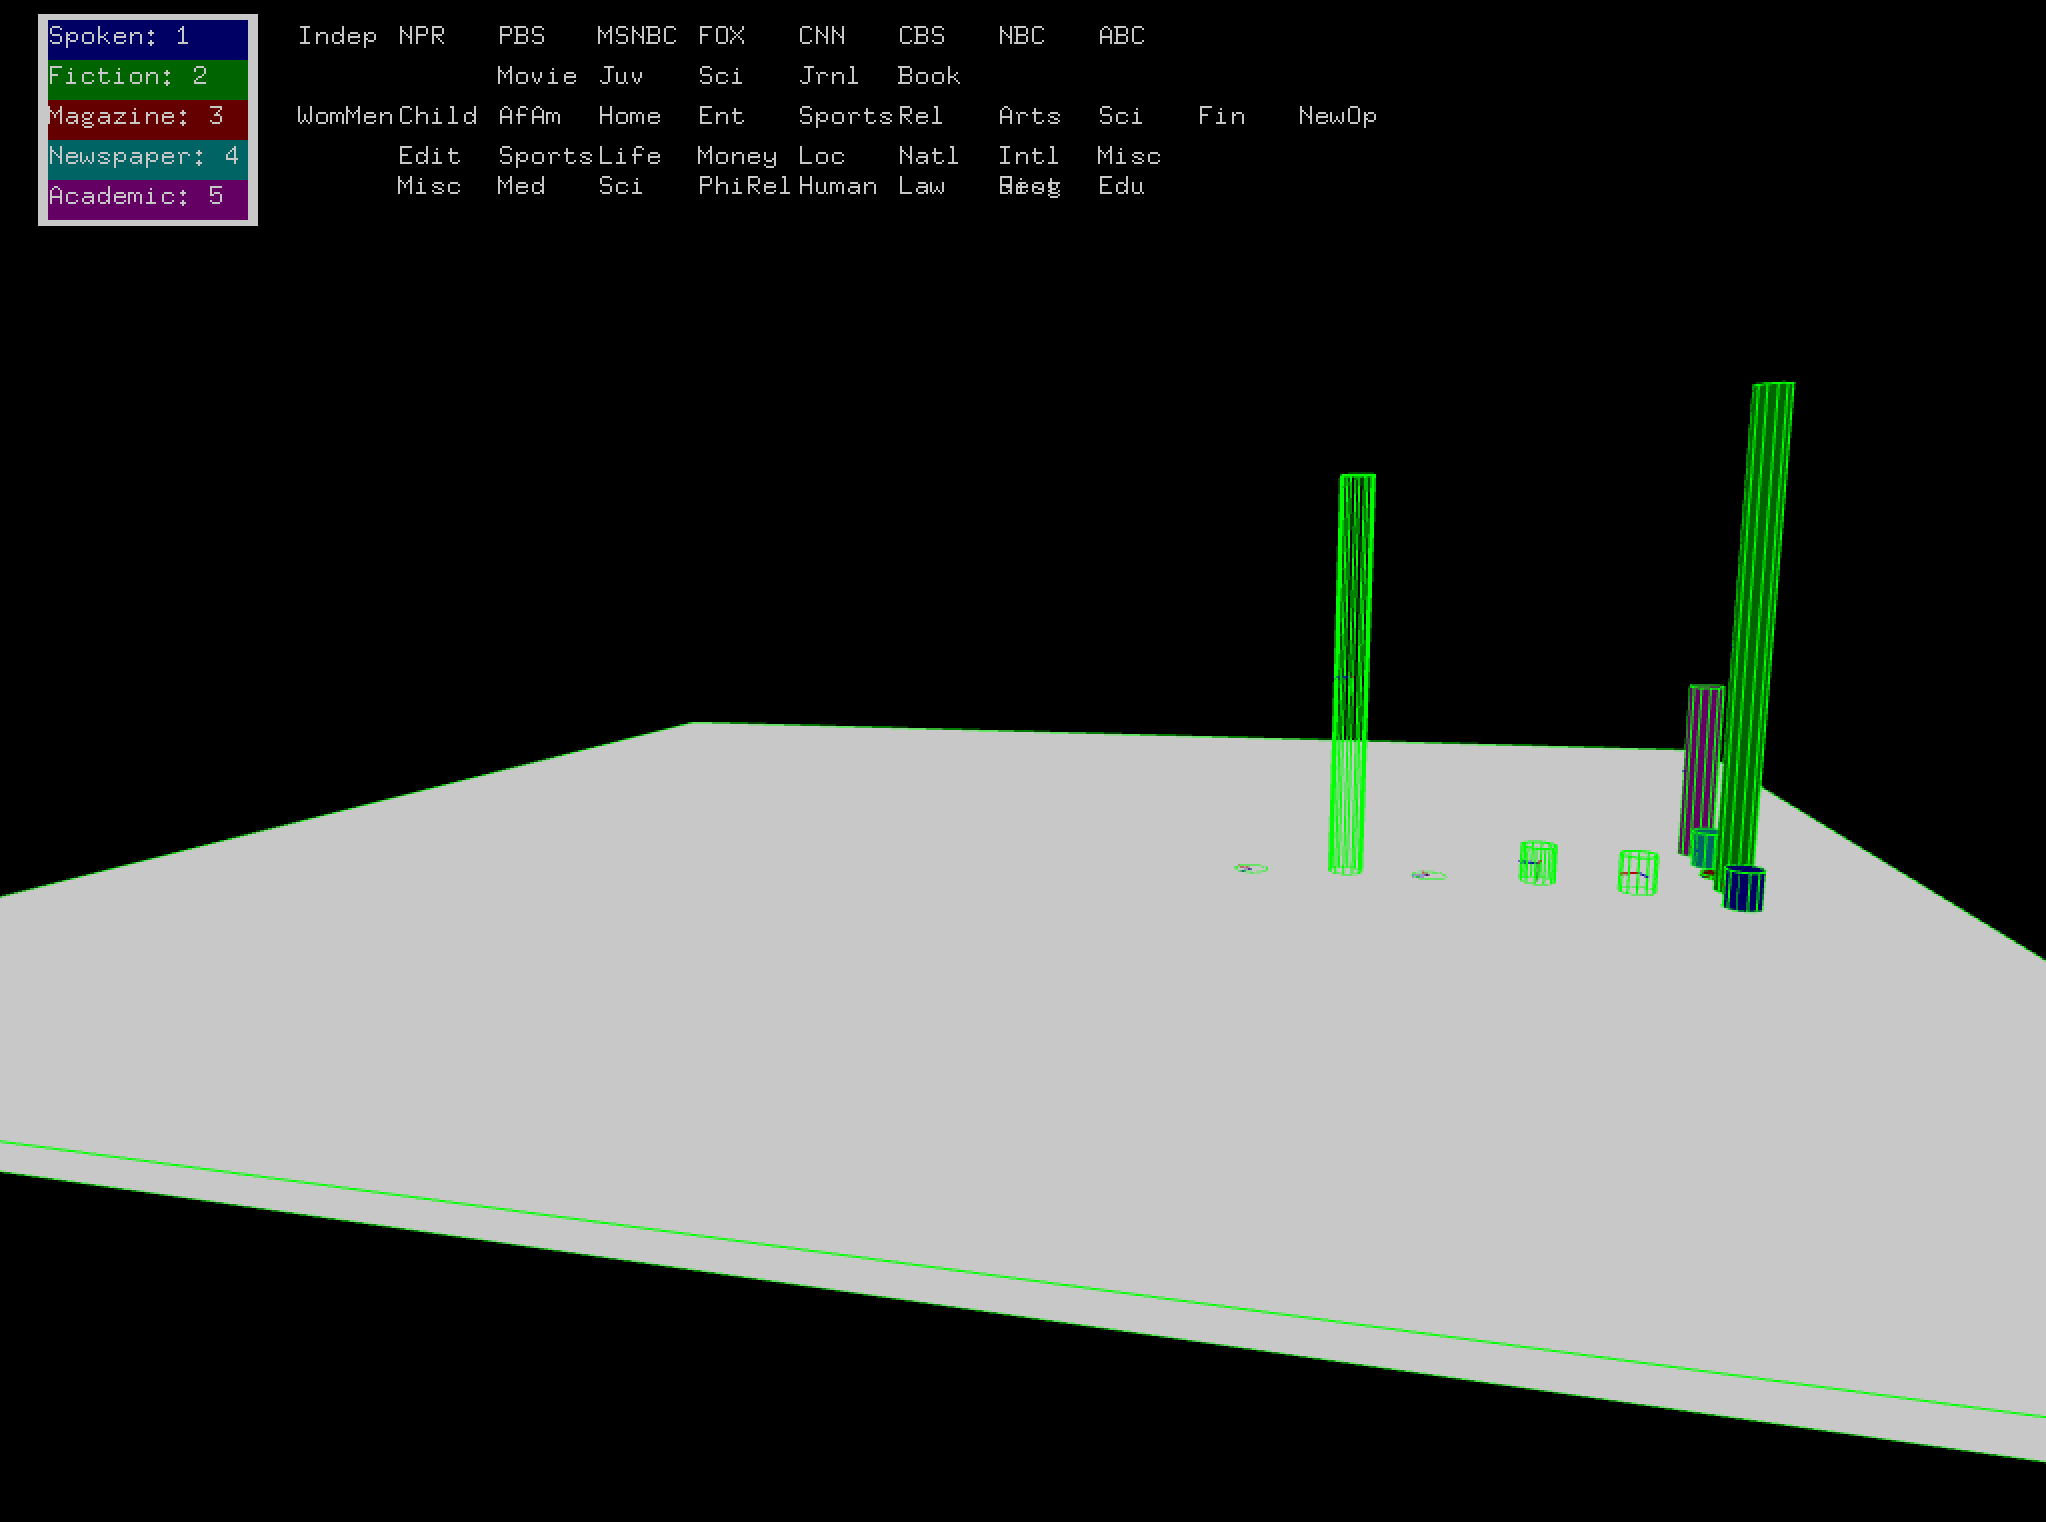 Spoken: 1 Indep NPR PBS MSNBC FOX CNN CBS NBC ABC
Fiction: 2 Movie Juv Sci Jrnl Book
Magazine: 3 WomMen Child AfAm Home Ent Sports Rel Arts Sci Fin NewOp
Newspaper: 4 Edit Sports Life Money Loc Natl Intl Misc
Academic: 5 Misc Med Sci PhiRel Human Law Edu